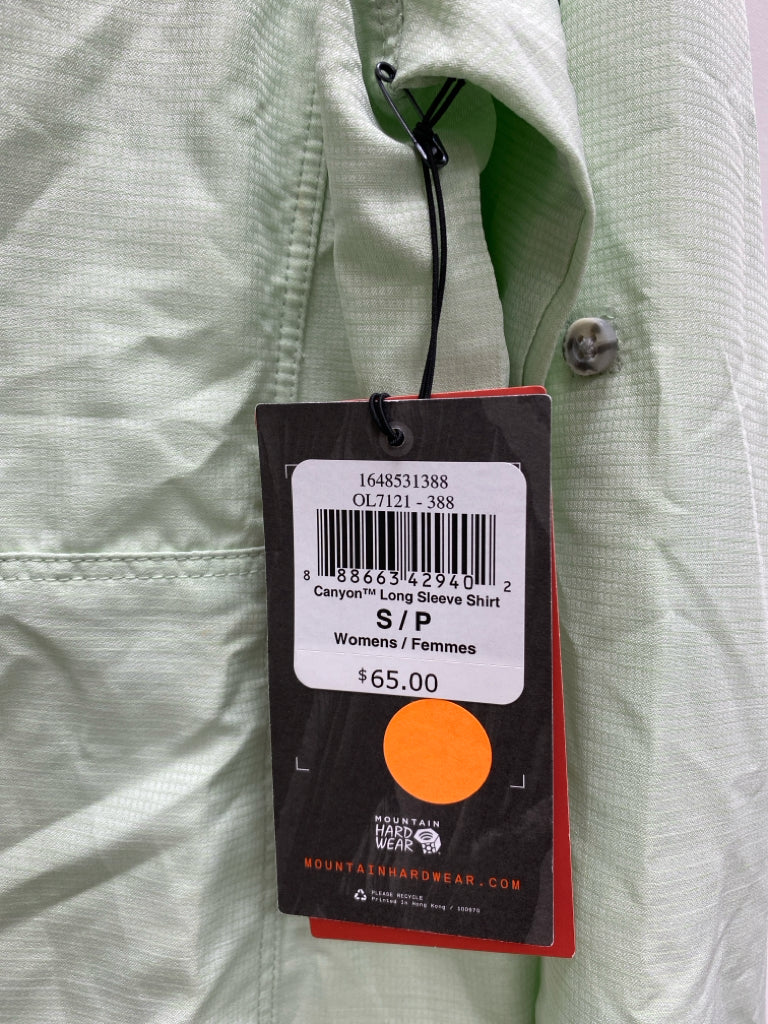 1648531388
OL7121 - 388
8 88663 42940 2
Canyon™ Long Sleeve Shirt
S / P
Womens / Femmes
$65.00
MOUNTAIN
HARD
WEAR
MOUNTAINHARDWEAR.COM
PLEASE RECYCLE
Printed in Hong Kong / 100970